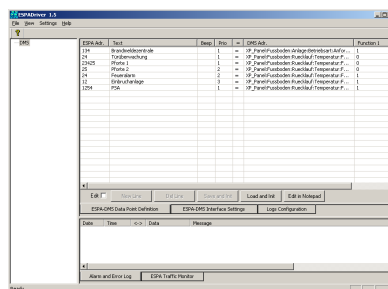 ESPADriver 1.5
File View Settings Help
DMS
ESPA Adr. Text Beep Prio = DMS Adr. Function 1
134 Brandmeldezentrale 1 = XP_Panel:Fussboden:Anlage:Betriebsart:Anfor... 1
24 Türüberwachung 1 = XP_Panel:Fussboden:Ruecklauf:Temperatur:F... 0
23425 Pforte 1 1 = XP_Panel:Fussboden:Ruecklauf:Temperatur:F... 0
25 Pforte 2 2 = XP_Panel:Fussboden:Ruecklauf:Temperatur:F... 0
24 Feueralarm 2 = XP_Panel:Fussboden:Ruecklauf:Temperatur:F... 1
12 Einbruchanlage 3 = XP_Panel:Fussboden:Ruecklauf:Temperatur:F... 1
1254 PSA 1 = XP_Panel:Fussboden:Ruecklauf:Temperatur:F... 1
Edit New Line Del Line Save and Init Load and Init Edit in Notepad
ESPA-DMS Data Point Definition ESPA-DMS Interface Settings Logs Configuration
Date Time <-> Data Message
Alarm and Error Log ESPA Traffic Monitor
Ready